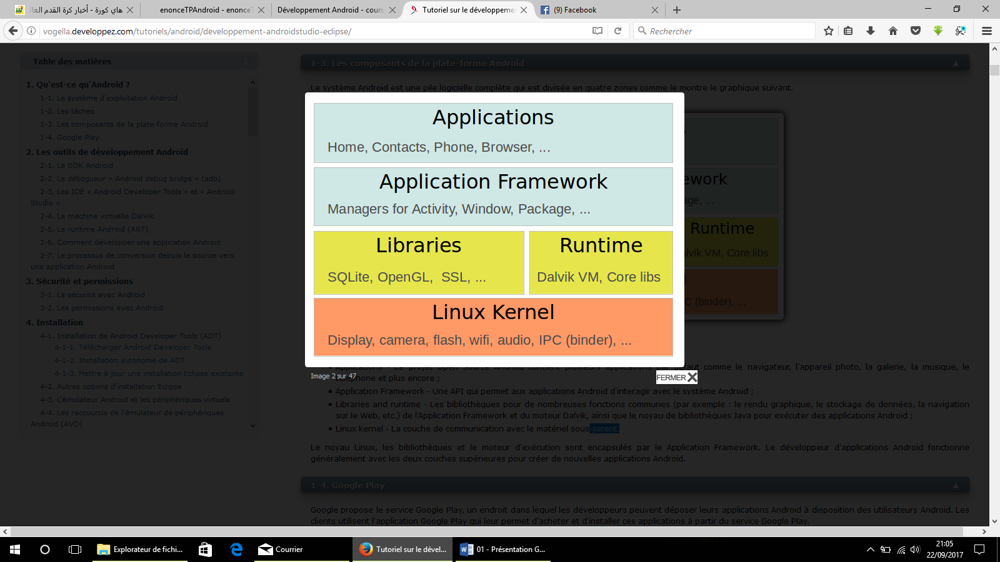 هاي كورة - أخبار كرة القدم العال
enonceTPAndroid - enonceT
Développement Android - cours
Tutoriel sur le développeme
(9) Facebook
vogella.developpez.com/tutoriels/android/developpement-androidstudio-eclipse/
Rechercher
Table des matières
1. Qu'est-ce qu'Android ?
1-1. Le système d'exploitation Android
1-2. Les tâches
1-3. Les composants de la plate-forme Android
1-4. Google Play
2. Les outils de développement Android
2-1. Le SDK Android
2-2. Le débogueur « Android debug bridge » (adb)
2-3. Les IDE « Android Developer Tools » et « Android
Studio »
2-4. La machine virtuelle Dalvik
2-5. Le runtime Android (ART)
2-6. Comment développer une application Android
2-7. Le processus de conversion depuis le source vers
une application Android
3. Sécurité et permissions
3-1. La sécurité avec Android
3-2. Les permissions avec Android
4. Installation
4-1. Installation de Android Developer Tools (ADT)
4-1-1. Télécharger Android Developer Tools
4-1-2. Installation autonome de ADT
4-1-3. Mettre à jour une installation Eclipse existante
4-2. Autres options d'installation Eclipse
4-3. L'émulateur Android et les périphériques virtuels
4-4. Les raccourcis de l'émulateur de périphériques
Android (AVD)
1-3. Les composants de la plate-forme Android
Le système Android est une pile logicielle complète qui est divisée en quatre zones comme le montre le graphique suivant.
Applications
Home, Contacts, Phone, Browser, ...
Application Framework
Managers for Activity, Window, Package, ...
Libraries
SQLite, OpenGL, SSL, ...
Runtime
Dalvik VM, Core libs
Linux Kernel
Display, camera, flash, wifi, audio, IPC (binder), ...
ework
age, ...
Runtime
alvik VM, Core libs
C (binder), ...
Image 2 sur 47
FERMER
Applications - Le projet Open Source Android contient plusieurs applications par défaut comme le navigateur, l'appareil photo, la galerie, la musique, le
téléphone et plus encore ;
Application Framework - Une API qui permet aux applications Android d'interagir avec le système Android ;
Libraries and runtime - Les bibliothèques pour de nombreuses fonctions communes (par exemple : le rendu graphique, le stockage de données, la navigation
sur le Web, etc.) de l'Application Framework et du moteur Dalvik, ainsi que le noyau de bibliothèques Java pour exécuter des applications Android ;
Linux kernel - La couche de communication avec le matériel sous-jacent.
Le noyau Linux, les bibliothèques et le moteur d'exécution sont encapsulés par le Application Framework. Le développeur d'applications Android fonctionne
généralement avec les deux couches supérieures pour créer de nouvelles applications Android.
1-4. Google Play
Google propose le service Google Play, un endroit dans lequel les développeurs peuvent déposer leurs applications Android à disposition des utilisateurs Android. Les
clients utilisent l'application Google Play qui leur permet d'acheter et d'installer ces applications à partir du service Google Play.
Explorateur de fichi...
Courrier
Tutoriel sur le dével...
01 - Présentation G...
21:05
22/09/2017